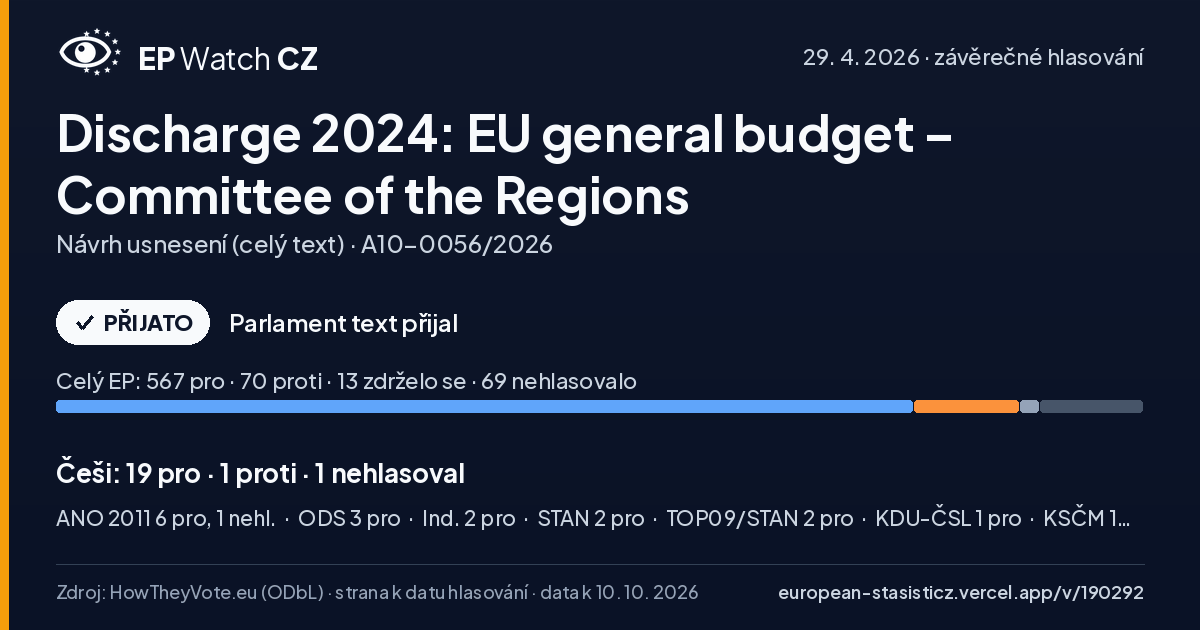 EP Watch CZ
29. 4. 2026 · závěrečné hlasování
Discharge 2024: EU general budget –
Committee of the Regions
Návrh usnesení (celý text) · A10–0056/2026
✓ PŘIJATO
Parlament text přijal
Celý EP: 567 pro · 70 proti · 13 zdrželo se · 69 nehlasovalo
Češi: 19 pro · 1 proti · 1 nehlasoval
ANO 2011 6 pro, 1 nehl. · ODS 3 pro · Ind. 2 pro · STAN 2 pro · TOP09/STAN 2 pro · KDU-ČSL 1 pro · KSČM 1…
Zdroj: HowTheyVote.eu (ODbL) · strana k datu hlasování · data k 10. 10. 2026
european-stasisticz.vercel.app/v/190292